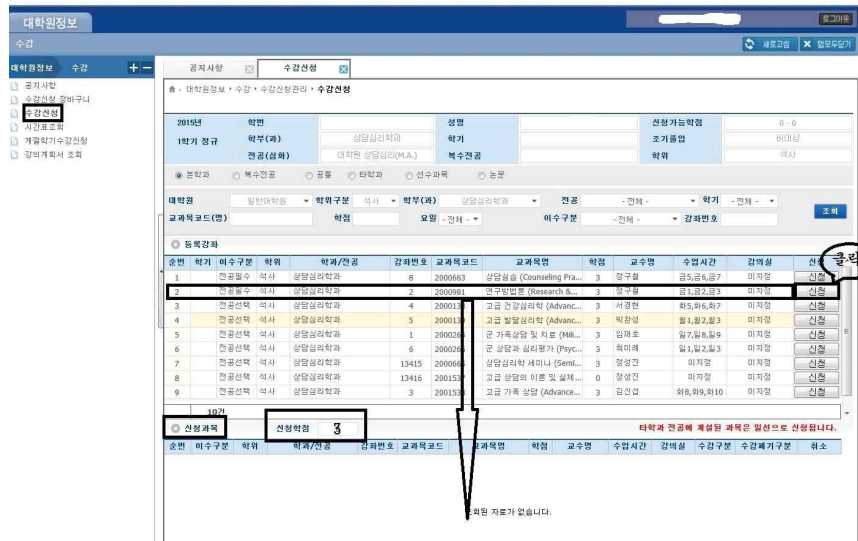 대학원정보
로그아웃
수강
새로고침 탭모두닫기
대학원정보 수강
공지사항 수강신청
공지사항
수강신청 장바구니
수강신청
시간표조회
계절학기수강신청
강의계획서 조회
대학원정보 수강 수강신청관리 수강신청
2015년 학번 성명 신청가능학점 0 - 0
1학기 정규 학부(과) 상담심리학과 학기 조기졸업 비대상
전공(심화) 대학원 상담심리(M.A.) 복수전공 학위 석사
본학과 복수전공 공통 타학과 선수과목 논문
대학원 일반대학원 학위구분 석사 학부(과) 상담심리학과 전공 - 전체 - 학기 - 전체 -
교과목코드(명) 학점 요일 - 전체 - 이수구분 - 전체 - 강좌번호
조회
등록강좌
순번 학기 이수구분 학위 학과/전공 강좌번호 교과목코드 교과목명 학점 교수명 수업시간 강의실
클릭
1 전공필수 석사 상담심리학과 8 2000663 상담실습 (Counseling Pra... 3 정구철 금5,금6,금7 미지정 신청
2 전공필수 석사 상담심리학과 2 2000981 연구방법론 (Research &... 3 정구철 금1,금2,금3 미지정 신청
3 전공선택 석사 상담심리학과 4 고급 건강심리학 (Advanc... 3 서경현 화5,화6,화7 미지정 신청
4 전공선택 석사 상담심리학과 5 고급 발달심리학 (Advanc... 3 박완성 월1,월2,월3 미지정 신청
5 전공선택 석사 상담심리학과 1 군 가족상담 및 치료 (Mili... 3 임재호 일7,일8,일9 미지정 신청
6 전공선택 석사 상담심리학과 6 군 상담과 심리평가 (Psyc... 3 최미례 일1,일2,일3 미지정 신청
7 전공선택 석사 상담심리학과 13415 상담심리학 세미나 (Semi... 3 정성진 미지정 미지정 신청
8 전공선택 석사 상담심리학과 13416 고급 상담의 이론 및 실제... 0 정성진 미지정 미지정 신청
9 전공선택 석사 상담심리학과 3 고급 가족 상담 (Advance... 3 김신섭 화8,화9,화10 미지정 신청
10건
신청과목 신청학점 3 타학과 전공에 개설된 과목은 일선으로 신청됩니다.
순번 이수구분 학위 학과/전공 강좌번호 교과목코드 교과목명 학점 교수명 수업시간 강의실 수강구분 수강폐기구분 취소
자료가 없습니다.